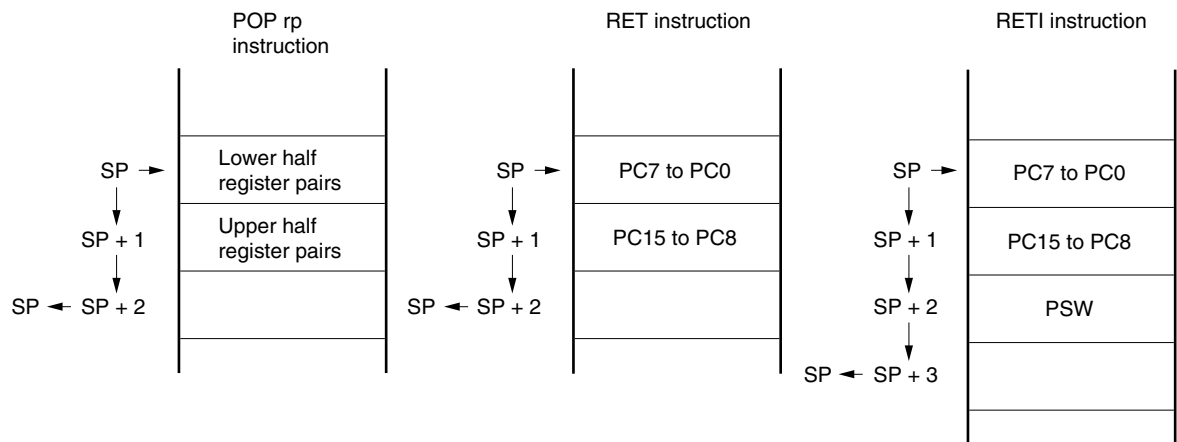 POP rp
instruction
SP
Lower half
register pairs
SP + 1
Upper half
register pairs
SP
SP + 2
RET instruction
SP
PC7 to PC0
SP + 1
PC15 to PC8
SP
SP + 2
RETI instruction
SP
PC7 to PC0
SP + 1
PC15 to PC8
SP + 2
PSW
SP
SP + 3